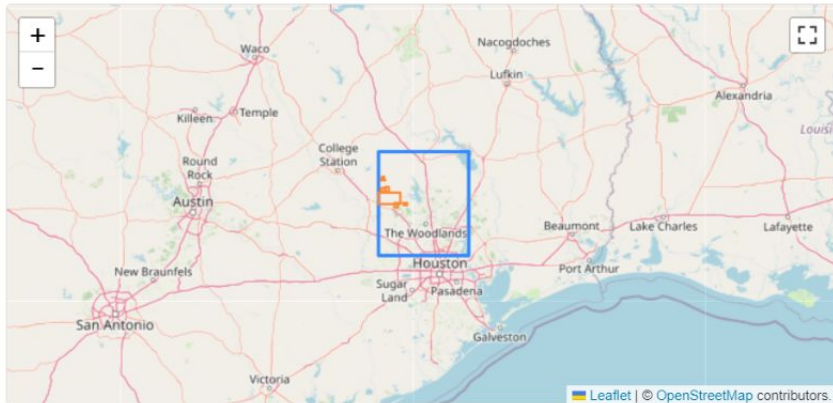 +
−
Waco
Nacogdoches
Lufkin
Alexandria
Killeen
Temple
College
Station
Round
Rock
Austin
The Woodlands
Beaumont
Lake Charles
Lafayette
New Braunfels
Houston
Port Arthur
Sugar
Land
Pasadena
San Antonio
Galveston
Victoria
Leaflet | © OpenStreetMap contributors.